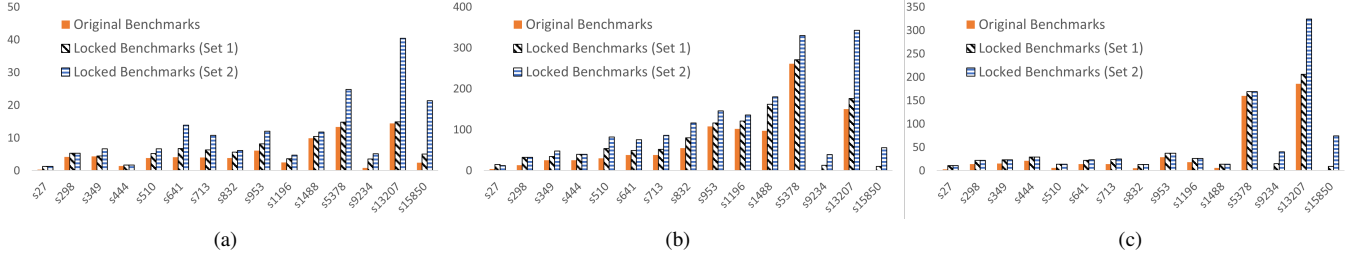 50
40
30
20
10
0
Original Benchmarks
Locked Benchmarks (Set 1)
Locked Benchmarks (Set 2)
s27 s298 s349 s444 s510 s641 s713 s832 s953 s1196 s1488 s5378 s9234 s13207 s15850
(a)
400
300
200
100
0
Original Benchmarks
Locked Benchmarks (Set 1)
Locked Benchmarks (Set 2)
s27 s298 s349 s444 s510 s641 s713 s832 s953 s1196 s1488 s5378 s9234 s13207 s15850
(b)
350
300
250
200
150
100
50
0
Original Benchmarks
Locked Benchmarks (Set 1)
Locked Benchmarks (Set 2)
s27 s298 s349 s444 s510 s641 s713 s832 s953 s1196 s1488 s5378 s9234 s13207 s15850
(c)